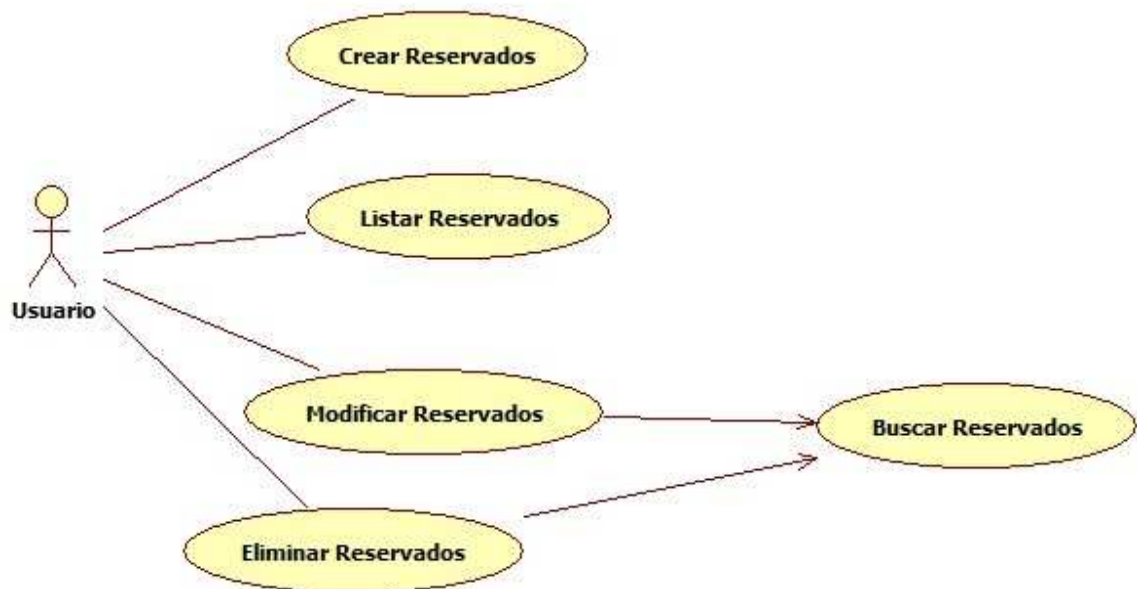 Crear Reservados
Listar Reservados
Usuario
Modificar Reservados
Buscar Reservados
Eliminar Reservados